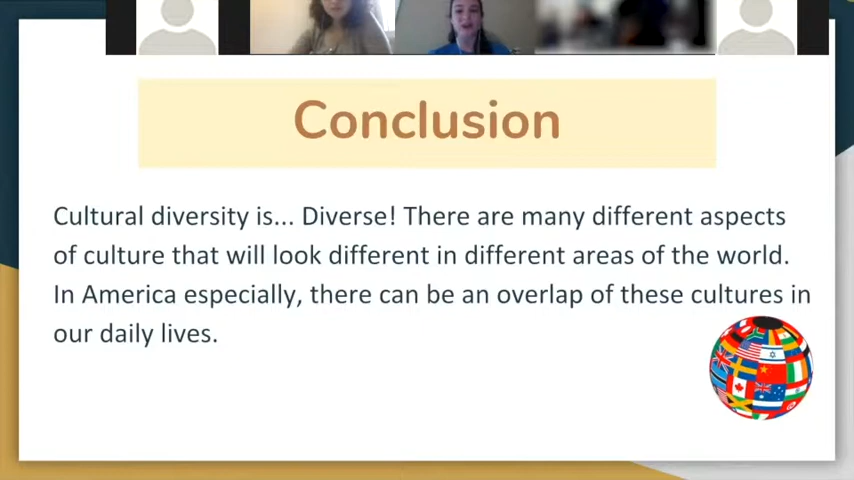 Conclusion
Cultural diversity is... Diverse! There are many different aspects
of culture that will look different in different areas of the world.
In America especially, there can be an overlap of these cultures in
our daily lives.